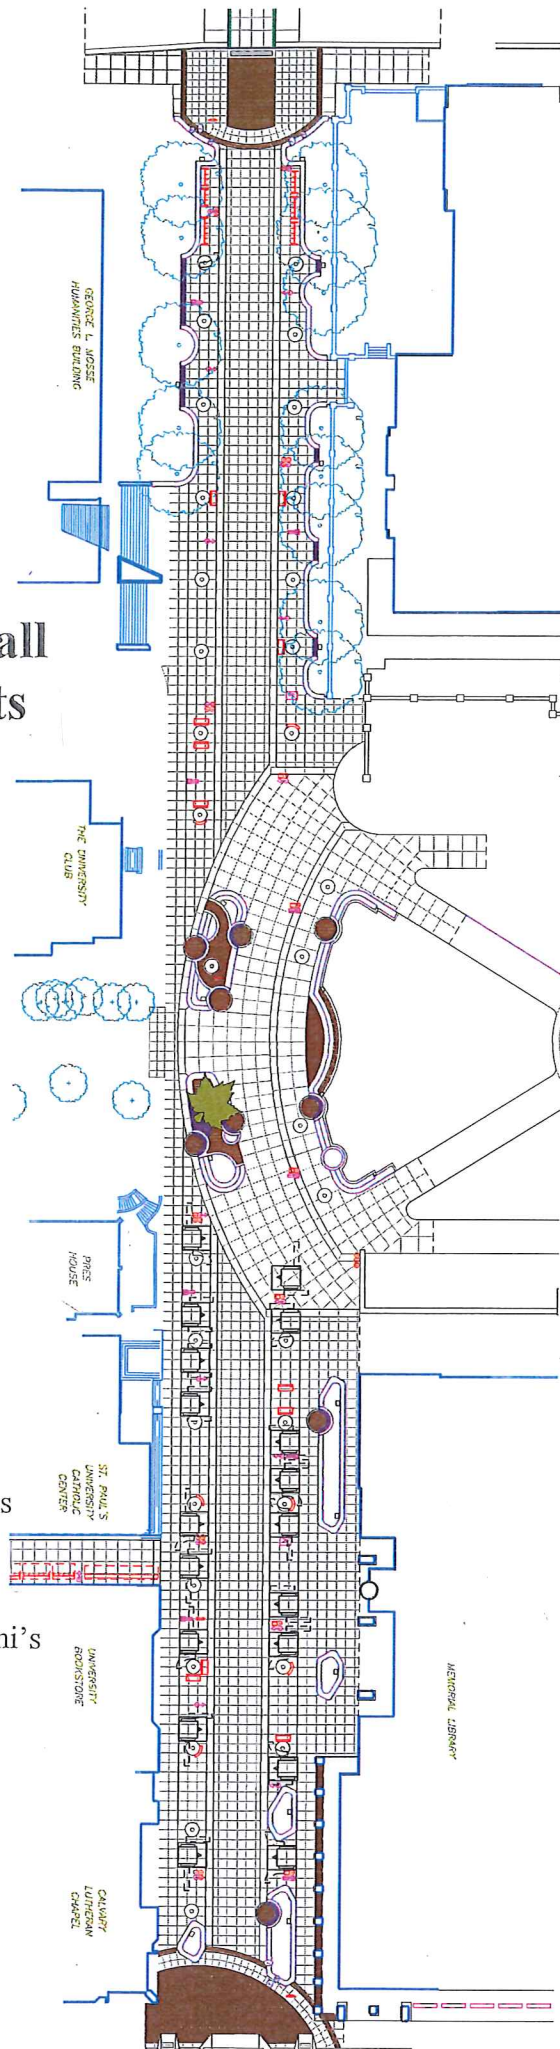 GEORGE L. MOSSE
HUMANITIES BUILDING
all
ts
THE UNIVERSITY
CLUB
PRES
HOUSE
ST. PAUL'S
UNIVERSITY
CATHOLIC
CENTER
s
ni's
UNIVERSITY
BOOKSTORE
MEMORIAL LIBRARY
CALVARY
LUTHERAN
CHAPEL